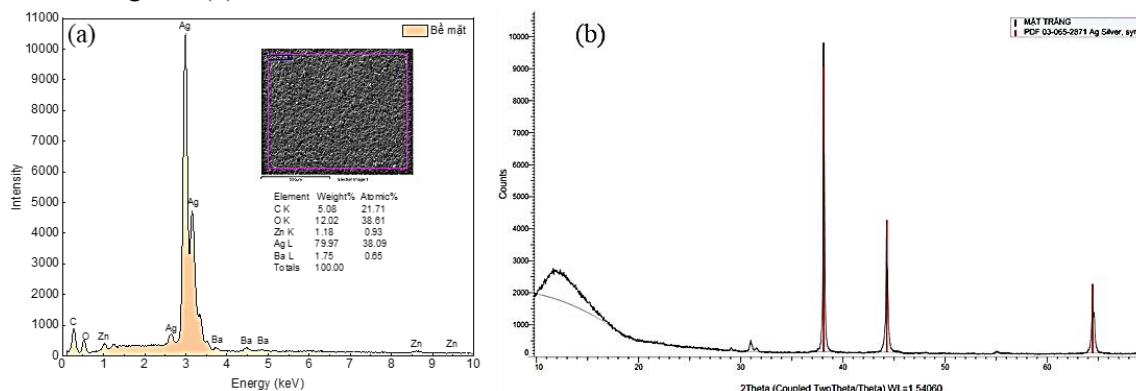 (a)
Bề mặt
Intensity
11000
10000
9000
8000
7000
6000
5000
4000
3000
2000
1000
0
Ag
Ag
Ag
C
O
Zn
Ba
Ba
Ba
Zn
Zn
Element Weight% Atomic%
C K 5.08 21.71
O K 12.02 38.61
Zn K 1.18 0.93
Ag L 79.97 38.09
Ba L 1.75 0.65
Totals 100.00
0 1 2 3 4 5 6 7 8 9 10
Energy (keV)
(b)
MẶT TRẮNG
PDF 03-065-2871 Ag Silver, syn
Counts
10000
9000
8000
7000
6000
5000
4000
3000
2000
1000
0
10 20 30 40 50 60
2Theta (Coupled TwoTheta/Theta) WL=1.54060